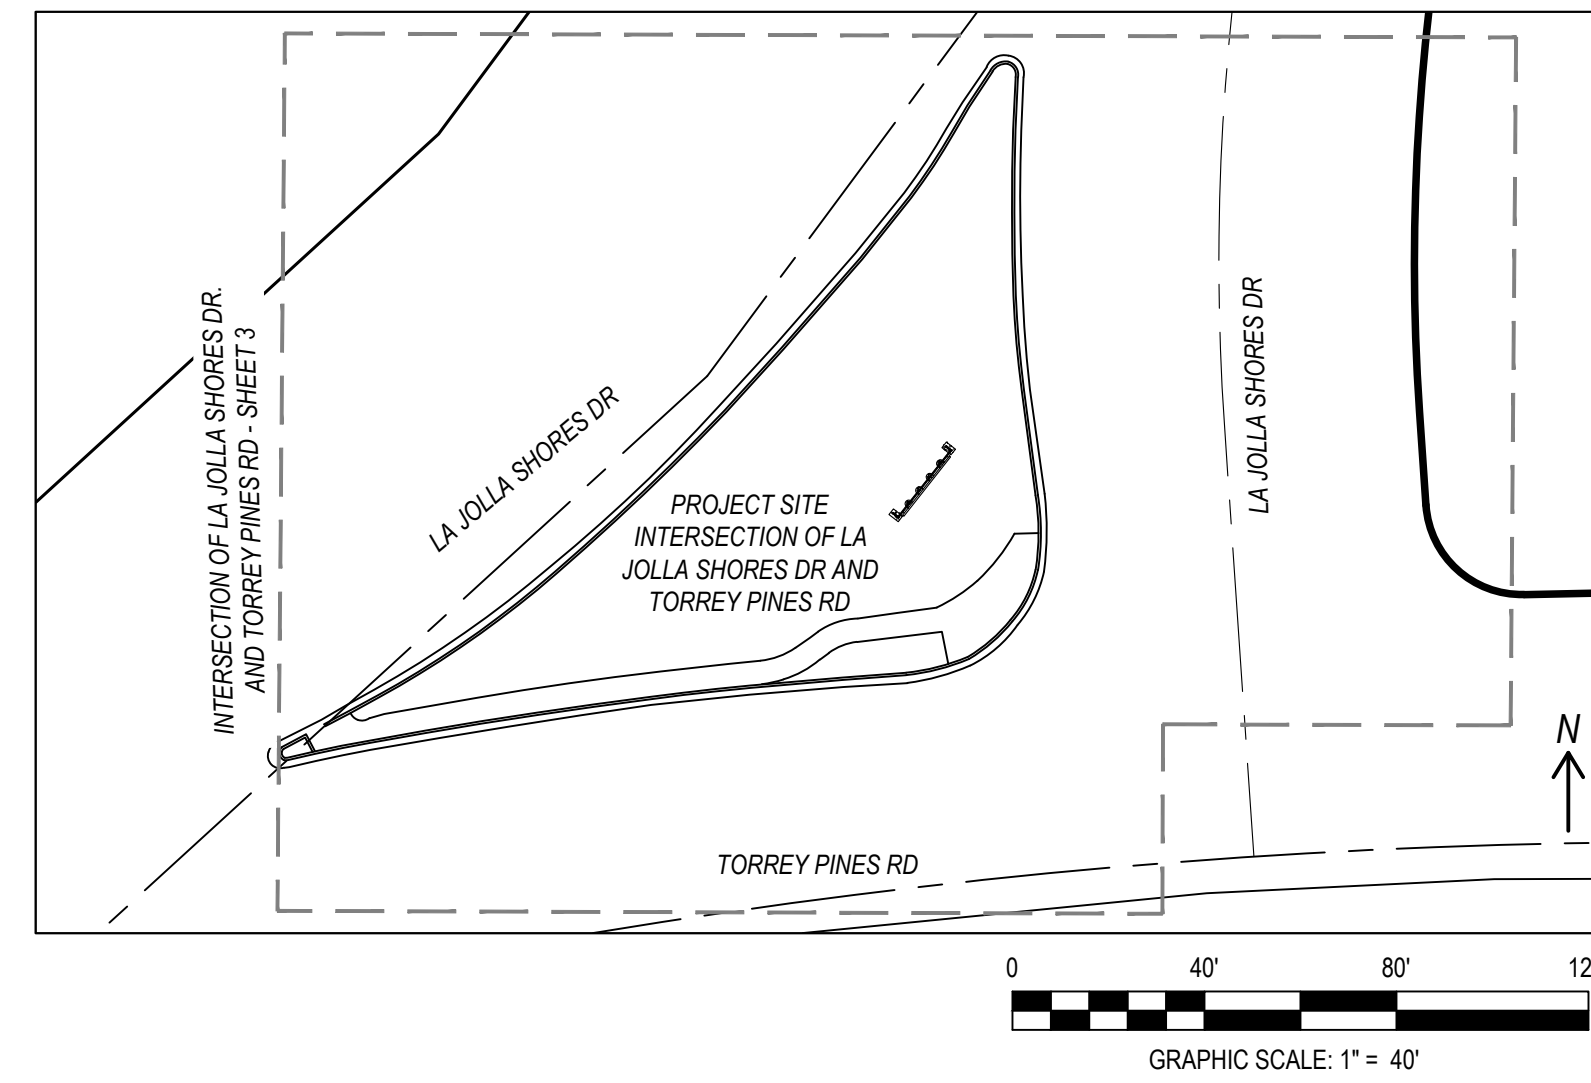 INTERSECTION OF LA JOLLA SHORES DR.
AND TORREY PINES RD - SHEET 3
LA JOLLA SHORES DR
PROJECT SITE
INTERSECTION OF LA
JOLLA SHORES DR AND
TORREY PINES RD
LA JOLLA SHORES DR
N
TORREY PINES RD
0 40' 80' 12
GRAPHIC SCALE: 1" = 40'